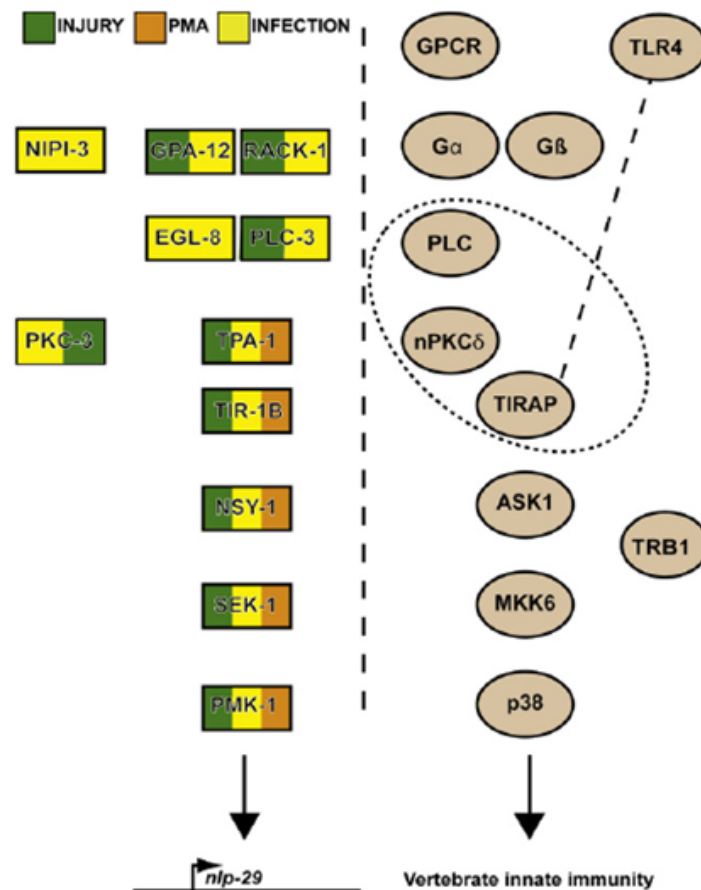 INJURY PMA INFECTION
GPCR TLR4
NIPI-3 GPA-12 RACK-1 Gα Gß
EGL-8 PLC-3 PLC
PKC-3 TPA-1 nPKCδ
TIR-1B TIRAP
NSY-1 ASK1
TRB1
SEK-1 MKK6
PMK-1 p38
nlp-29 Vertebrate innate immunity